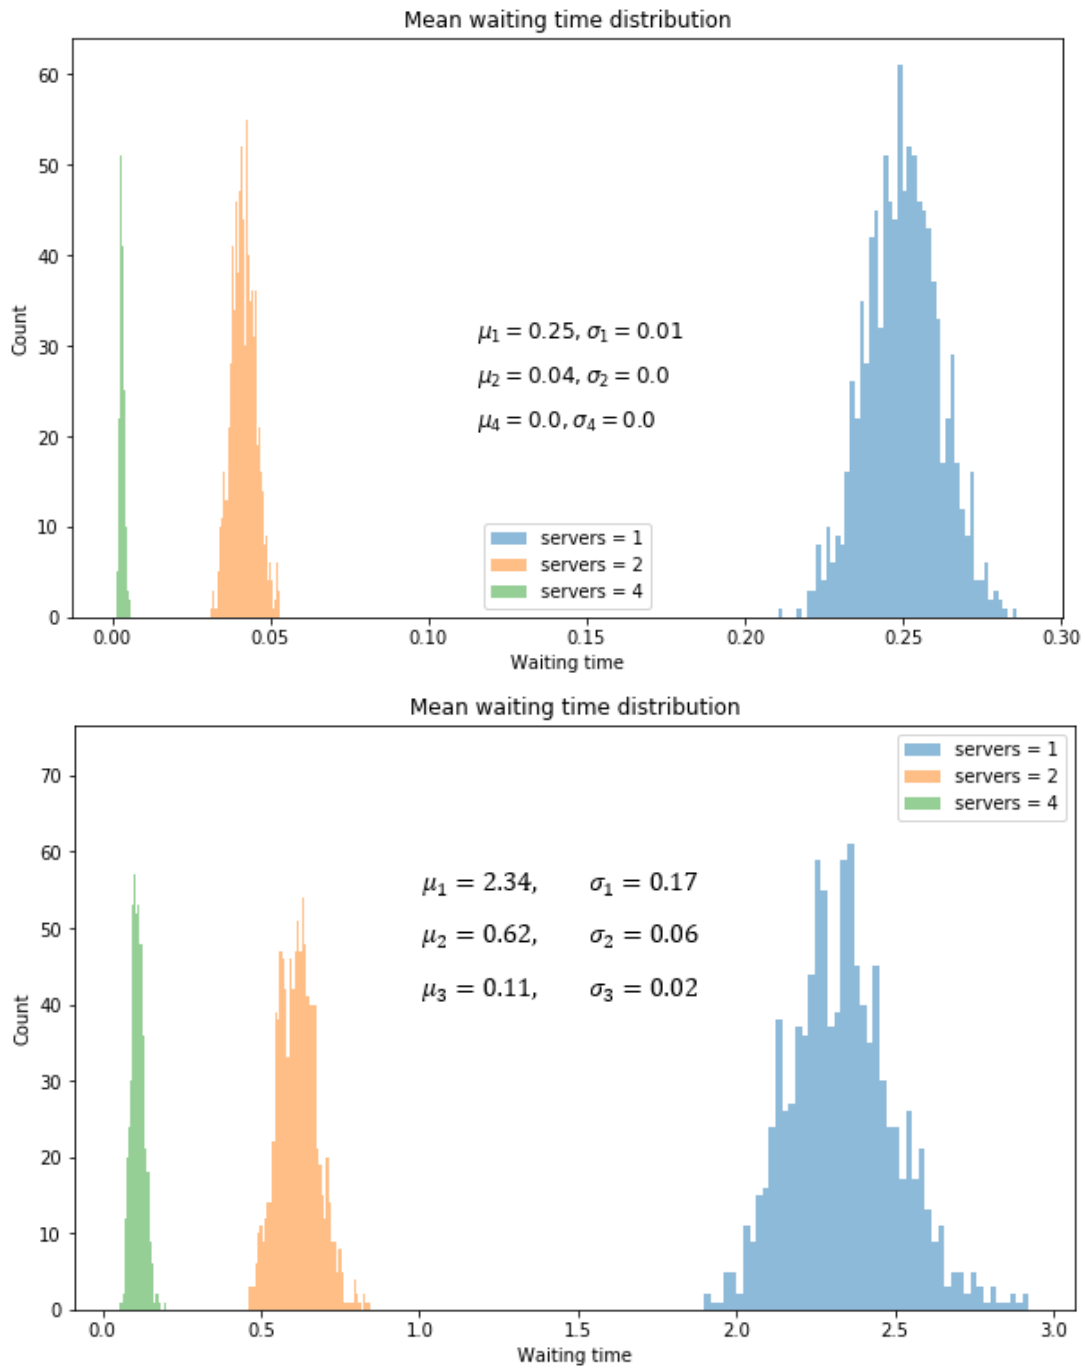 Mean waiting time distribution
60
50
40
30
20
10
0
Count
μ₁ = 0.25, σ₁ = 0.01
μ₂ = 0.04, σ₂ = 0.0
μ₄ = 0.0, σ₄ = 0.0
servers = 1
servers = 2
servers = 4
0.00 0.05 0.10 0.15 0.20 0.25 0.30
Waiting time
Mean waiting time distribution
servers = 1
servers = 2
servers = 4
70
60
50
40
30
20
10
0
Count
μ₁ = 2.34, σ₁ = 0.17
μ₂ = 0.62, σ₂ = 0.06
μ₃ = 0.11, σ₃ = 0.02
0.0 0.5 1.0 1.5 2.0 2.5 3.0
Waiting time